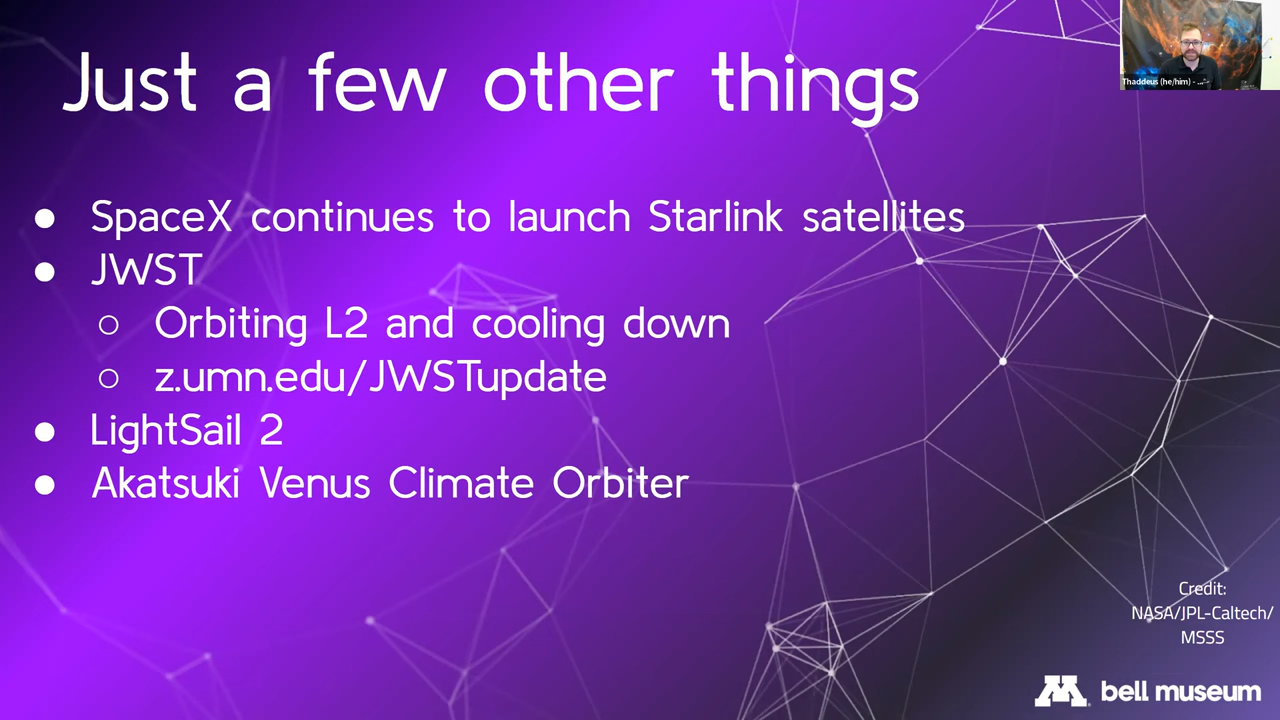 Just a few other things
Thaddeus (he/him) - ...
● SpaceX continues to launch Starlink satellites
● JWST
○ Orbiting L2 and cooling down
○ z.umn.edu/JWSTupdate
● LightSail 2
● Akatsuki Venus Climate Orbiter
Credit:
NASA/JPL-Caltech/
MSSS
M bell museum